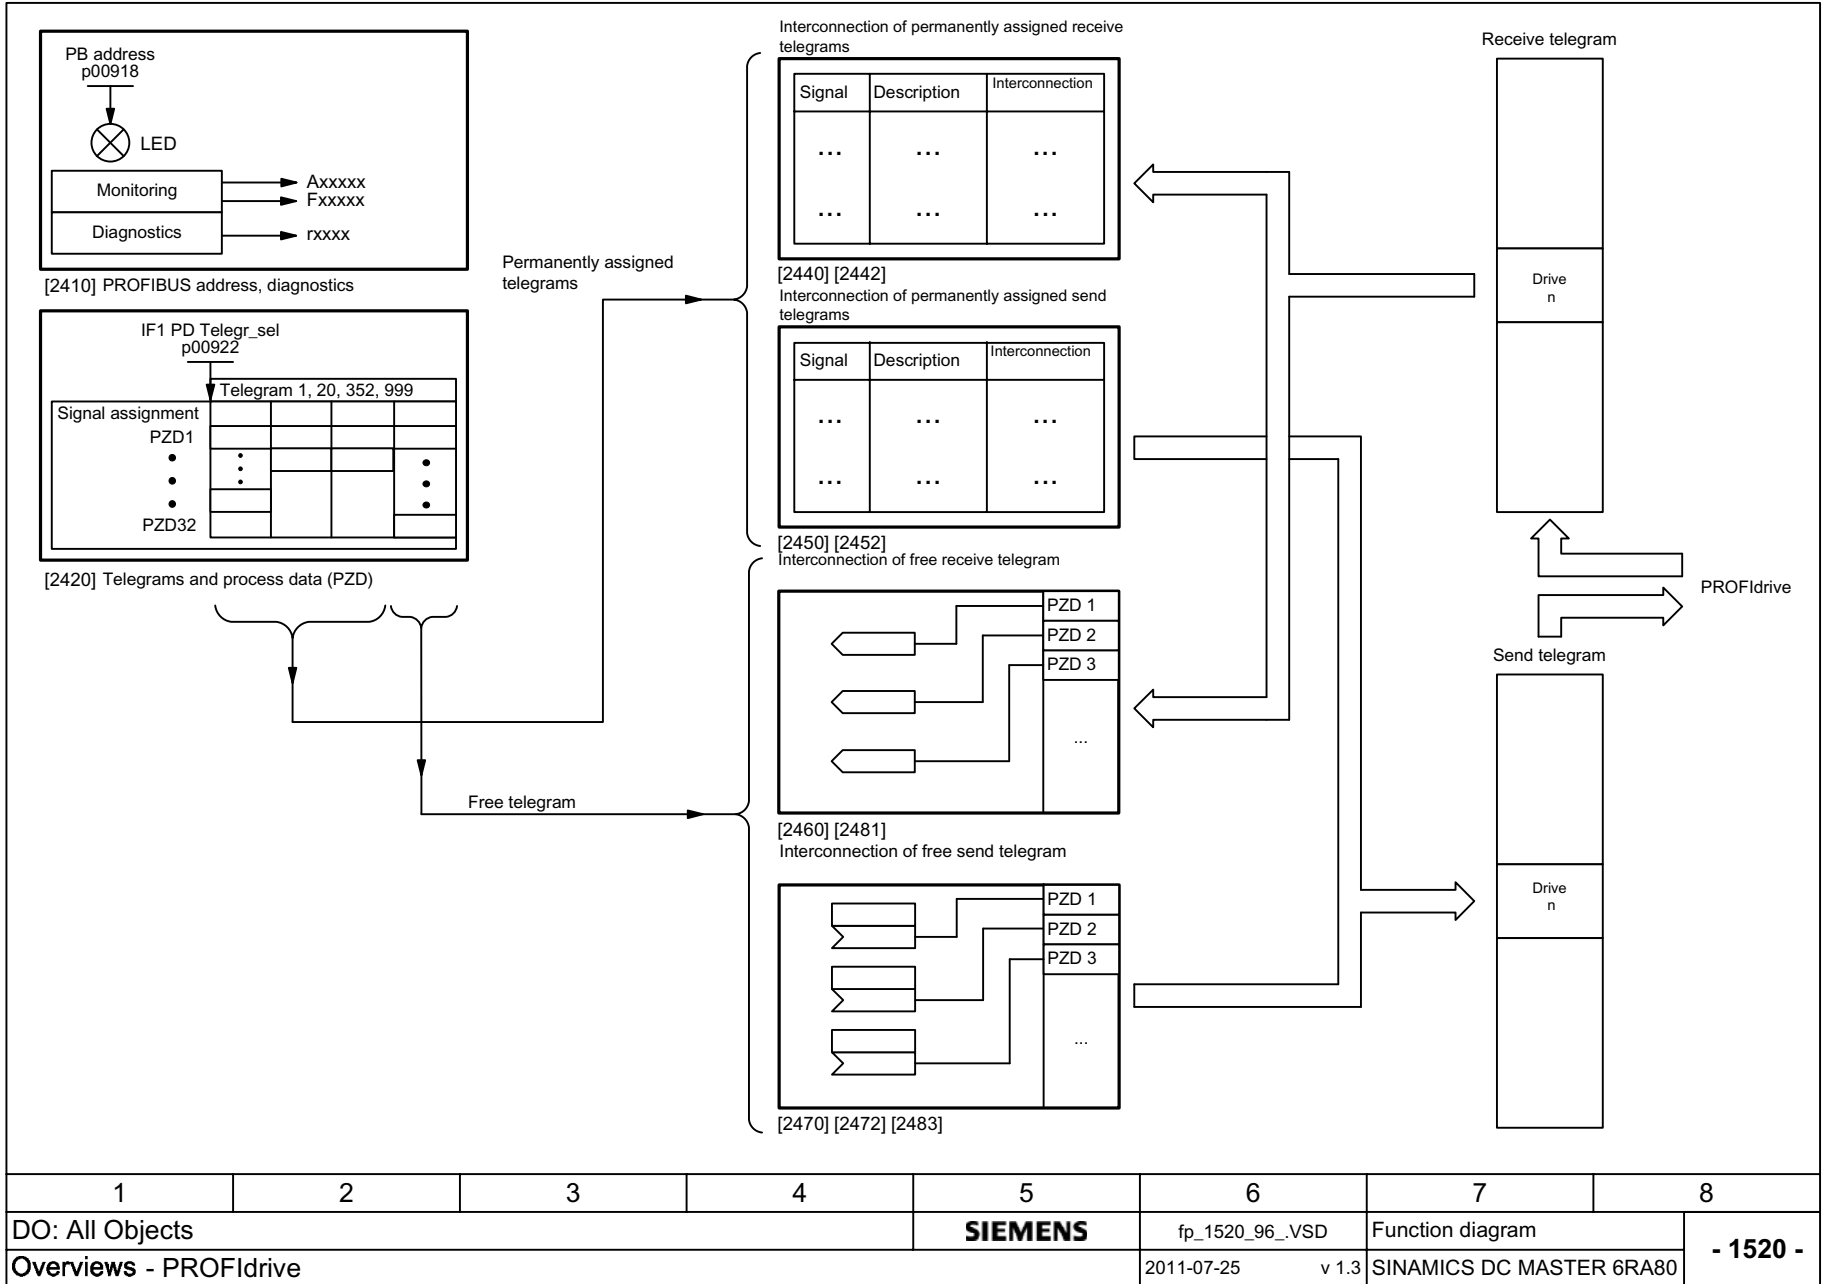 PB address
p00918
LED
Monitoring
Axxxxx
Fxxxxx
Diagnostics
rxxxx
[2410] PROFIBUS address, diagnostics
IF1 PD Telegr_sel
p00922
Telegram 1, 20, 352, 999
Signal assignment
PZD1
PZD32
[2420] Telegrams and process data (PZD)
Permanently assigned
telegrams
Free telegram
Interconnection of permanently assigned receive
telegrams
Signal Description Interconnection
... ... ...
... ... ...
[2440] [2442]
Interconnection of permanently assigned send
telegrams
Signal Description Interconnection
... ... ...
... ... ...
[2450] [2452]
Interconnection of free receive telegram
PZD 1
PZD 2
PZD 3
...
[2460] [2481]
Interconnection of free send telegram
PZD 1
PZD 2
PZD 3
...
[2470] [2472] [2483]
Receive telegram
Drive
n
PROFIdrive
Send telegram
Drive
n
1 2 3 4 5 6 7 8
DO: All Objects SIEMENS fp_1520_96_.VSD Function diagram
- 1520 -
Overviews - PROFIdrive 2011-07-25 v 1.3 SINAMICS DC MASTER 6RA80